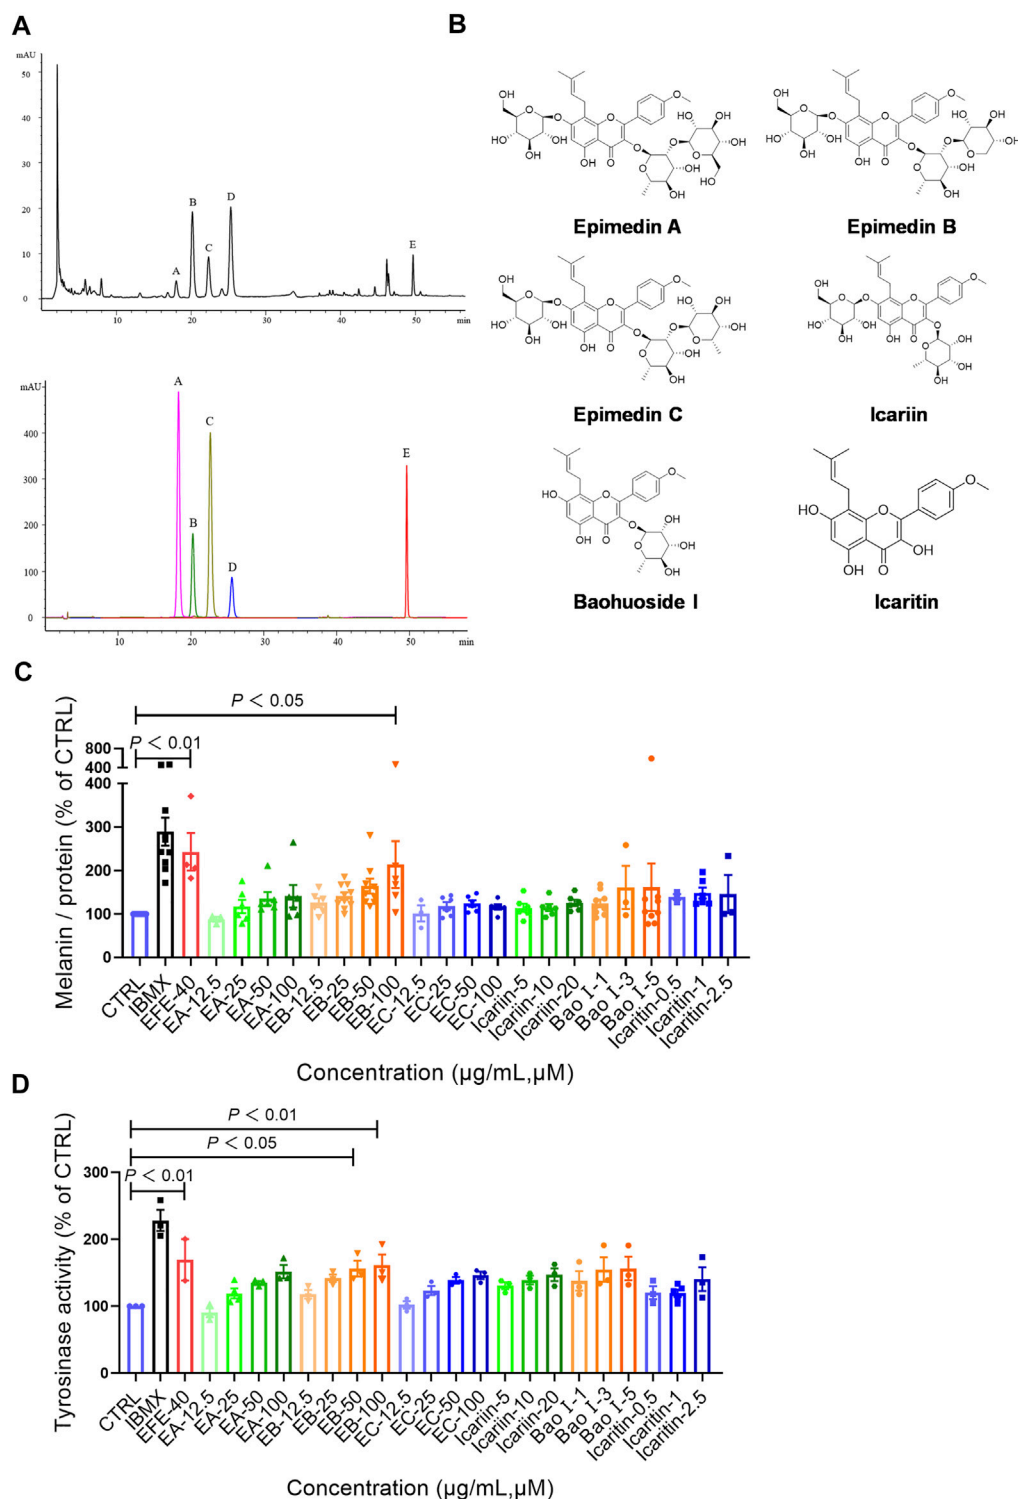 A
mAU
50
40
30
20
10
0
A
B
C
D
E
10
20
30
40
50
min
mAU
400
300
200
100
0
A
B
C
D
E
10
20
30
40
50
min
B
Epimedin A
Epimedin B
Epimedin C
Icariin
Baohuoside I
Icaritin
C
P < 0.05
P < 0.01
Melanin / protein (% of CTRL)
800
400
400
300
200
100
0
CTRL
IBMX
EFE-40
EA-12.5
EA-25
EA-50
EA-100
EB-12.5
EB-25
EB-50
EB-100
EC-12.5
EC-25
EC-50
EC-100
Icariin-5
Icariin-10
Icariin-20
Bao I-1
Bao I-3
Bao I-5
Icaritin-0.5
Icaritin-1
Icaritin-2.5
Concentration (μg/mL,μM)
D
P < 0.01
P < 0.05
P < 0.01
Tyrosinase activity (% of CTRL)
300
200
100
0
CTRL
IBMX
EFE-40
EA-12.5
EA-25
EA-50
EA-100
EB-12.5
EB-25
EB-50
EB-100
EC-12.5
EC-25
EC-50
EC-100
Icariin-5
Icariin-10
Icariin-20
Bao I-1
Bao I-3
Bao I-5
Icaritin-0.5
Icaritin-1
Icaritin-2.5
Concentration (μg/mL,μM)